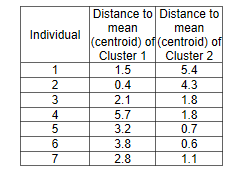 Individual Distance to mean (centroid) of Cluster 1 Distance to mean (centroid) of Cluster 2
1 1.5 5.4
2 0.4 4.3
3 2.1 1.8
4 5.7 1.8
5 3.2 0.7
6 3.8 0.6
7 2.8 1.1